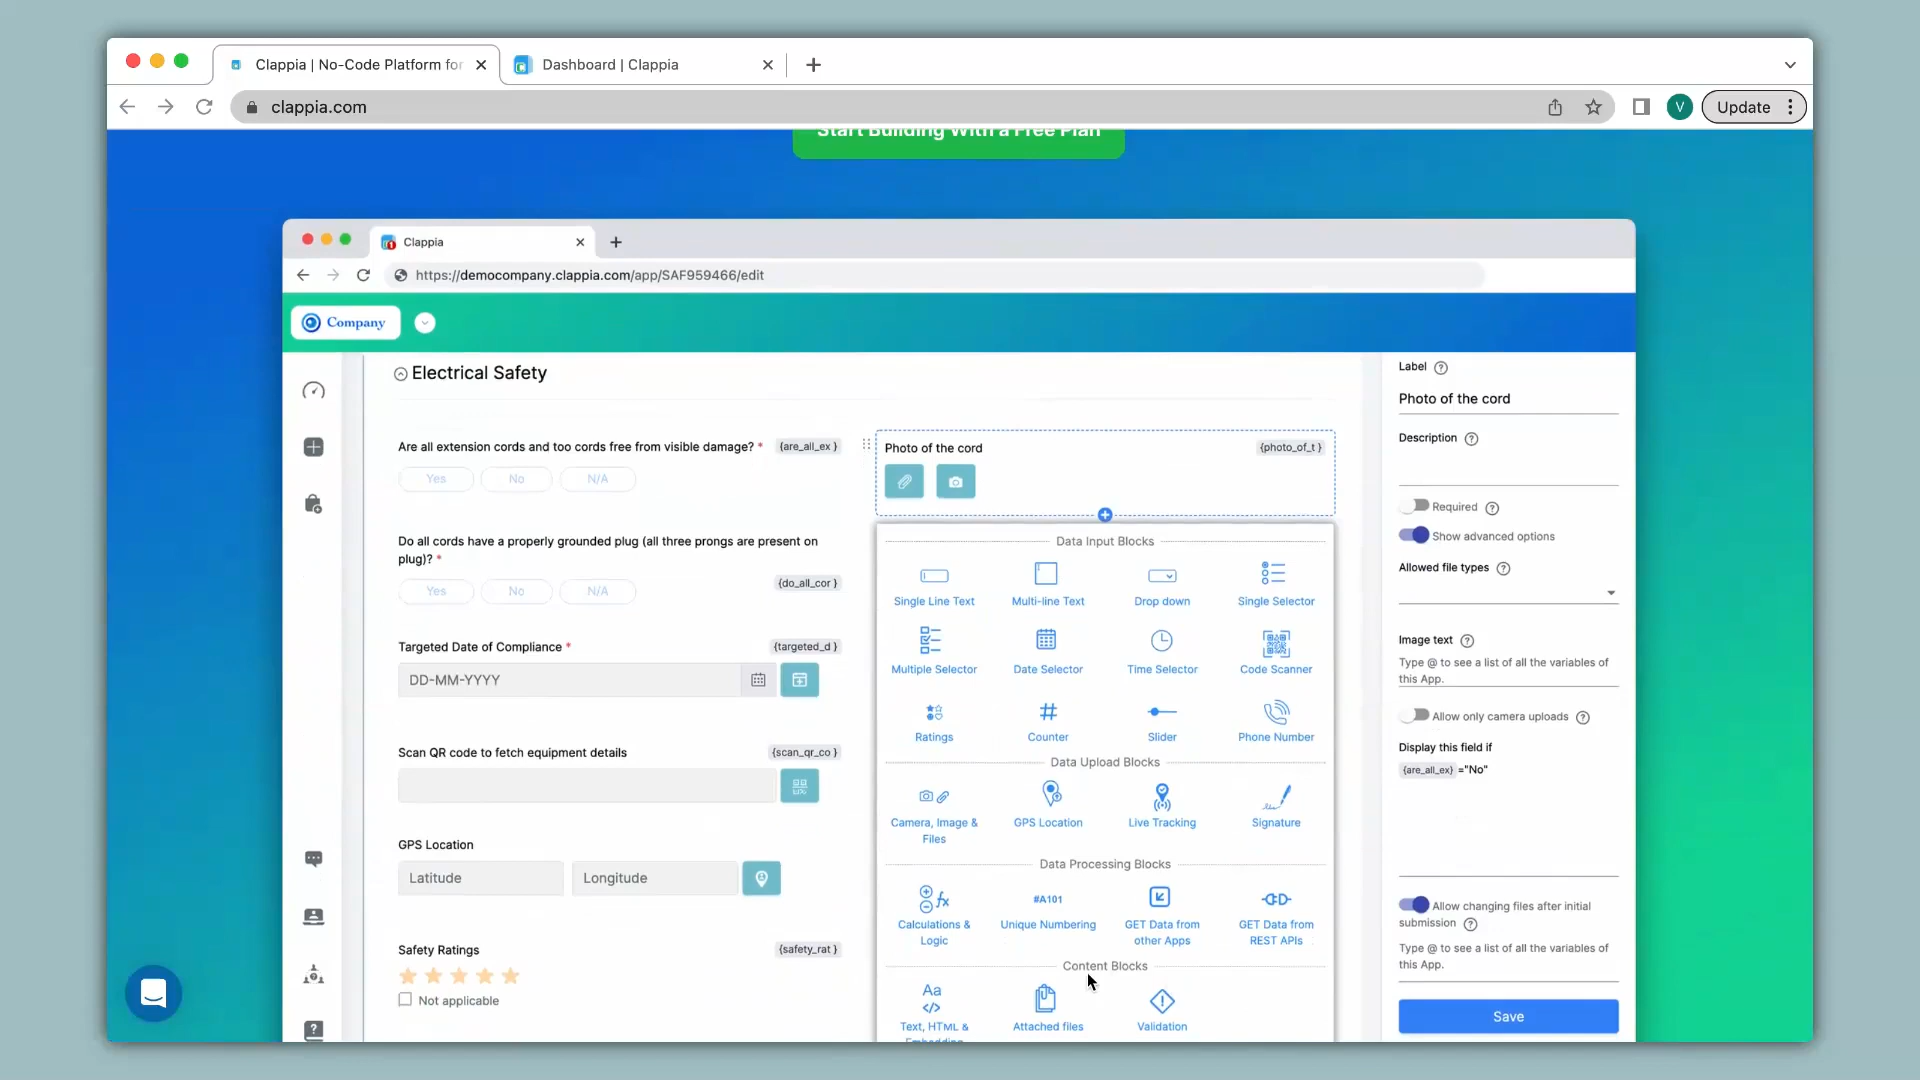 Clappia | No-Code Platform for
Dashboard | Clappia
clappia.com
V
Update
Start Building With a Free Plan
Clappia
https://democompany.clappia.com/app/SAF959466/edit
Company
Electrical Safety
Are all extension cords and too cords free from visible damage? * {are_all_ex}
Yes No N/A
Do all cords have a properly grounded plug (all three prongs are present on
plug)? *
{do_all_cor}
Yes No N/A
Targeted Date of Compliance * {targeted_d}
DD-MM-YYYY
Scan QR code to fetch equipment details {scan_qr_co}
GPS Location
Latitude Longitude
Safety Ratings {safety_rat}
Not applicable
Photo of the cord {photo_of_t}
Data Input Blocks
Single Line Text Multi-line Text Drop down Single Selector
Multiple Selector Date Selector Time Selector Code Scanner
Ratings Counter Slider Phone Number
Data Upload Blocks
Camera, Image & Files GPS Location Live Tracking Signature
Data Processing Blocks
#A101
Calculations & Logic Unique Numbering GET Data from other Apps GET Data from REST APIs
Content Blocks
Aa
</>
Text, HTML & Embedding Attached files Validation
Label
Photo of the cord
Description
Required
Show advanced options
Allowed file types
Image text
Type @ to see a list of all the variables of
this App.
Allow only camera uploads
Display this field if
{are_all_ex} ="No"
Allow changing files after initial
submission
Type @ to see a list of all the variables of
this App.
Save